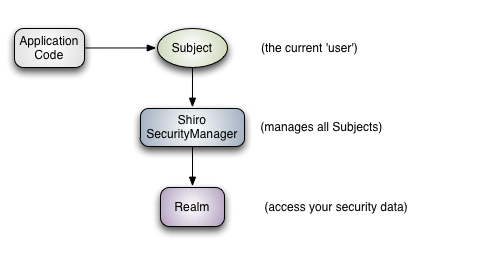 Application
Code
Subject
(the current 'user')
Shiro
SecurityManager
(manages all Subjects)
Realm
(access your security data)